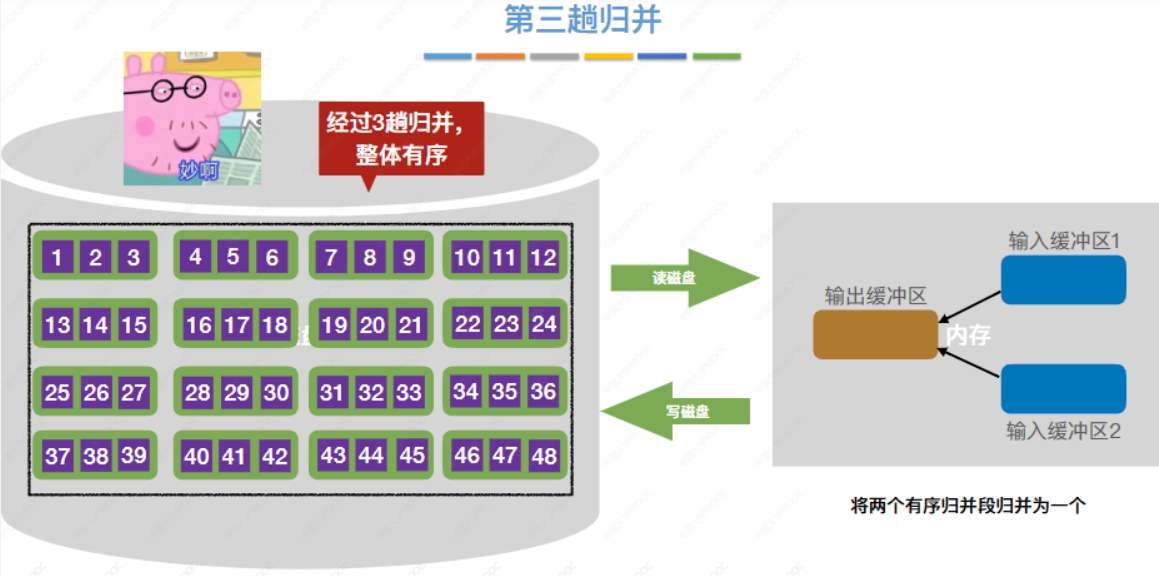 第三趟归并
妙啊
经过3趟归并，
整体有序
1 2 3 4 5 6 7 8 9 10 11 12
13 14 15 16 17 18 19 20 21 22 23 24
25 26 27 28 29 30 31 32 33 34 35 36
37 38 39 40 41 42 43 44 45 46 47 48
读磁盘
写磁盘
输入缓冲区1
输出缓冲区
内存
输入缓冲区2
将两个有序归并段归并为一个